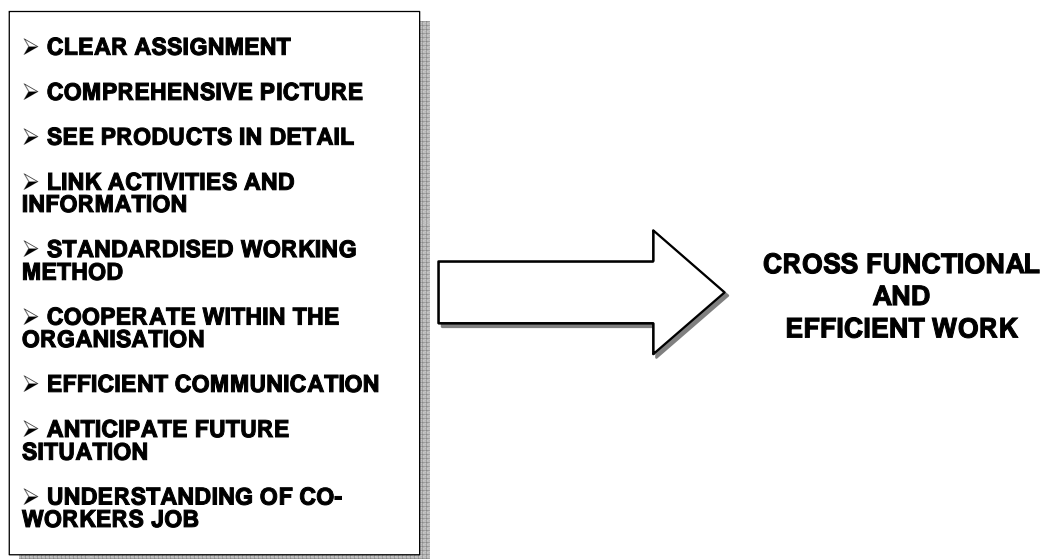 ➢ CLEAR ASSIGNMENT
➢ COMPREHENSIVE PICTURE
➢ SEE PRODUCTS IN DETAIL
➢ LINK ACTIVITIES AND
INFORMATION
➢ STANDARDISED WORKING
METHOD
➢ COOPERATE WITHIN THE
ORGANISATION
➢ EFFICIENT COMMUNICATION
➢ ANTICIPATE FUTURE
SITUATION
➢ UNDERSTANDING OF CO-
WORKERS JOB
CROSS FUNCTIONAL
AND
EFFICIENT WORK